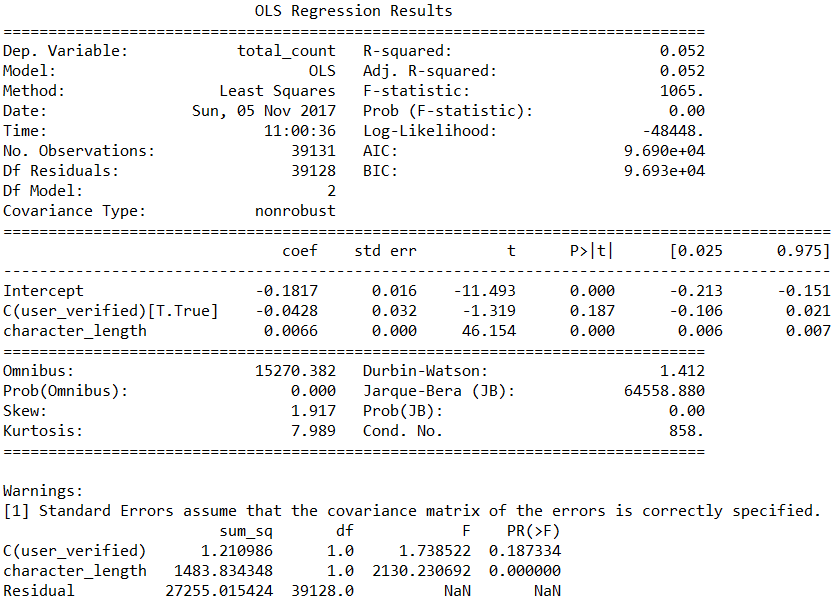 OLS Regression Results
==============================================================================
Dep. Variable: total_count R-squared: 0.052
Model: OLS Adj. R-squared: 0.052
Method: Least Squares F-statistic: 1065.
Date: Sun, 05 Nov 2017 Prob (F-statistic): 0.00
Time: 11:00:36 Log-Likelihood: -48448.
No. Observations: 39131 AIC: 9.690e+04
Df Residuals: 39128 BIC: 9.693e+04
Df Model: 2
Covariance Type: nonrobust
============================================================================================
coef std err t P>|t| [0.025 0.975]
--------------------------------------------------------------------------------------------
Intercept -0.1817 0.016 -11.493 0.000 -0.213 -0.151
C(user_verified)[T.True] -0.0428 0.032 -1.319 0.187 -0.106 0.021
character_length 0.0066 0.000 46.154 0.000 0.006 0.007
==============================================================================
Omnibus: 15270.382 Durbin-Watson: 1.412
Prob(Omnibus): 0.000 Jarque-Bera (JB): 64558.880
Skew: 1.917 Prob(JB): 0.00
Kurtosis: 7.989 Cond. No. 858.
==============================================================================
Warnings:
[1] Standard Errors assume that the covariance matrix of the errors is correctly specified.
sum_sq df F PR(>F)
C(user_verified) 1.210986 1.0 1.738522 0.187334
character_length 1483.834348 1.0 2130.230692 0.000000
Residual 27255.015424 39128.0 NaN NaN